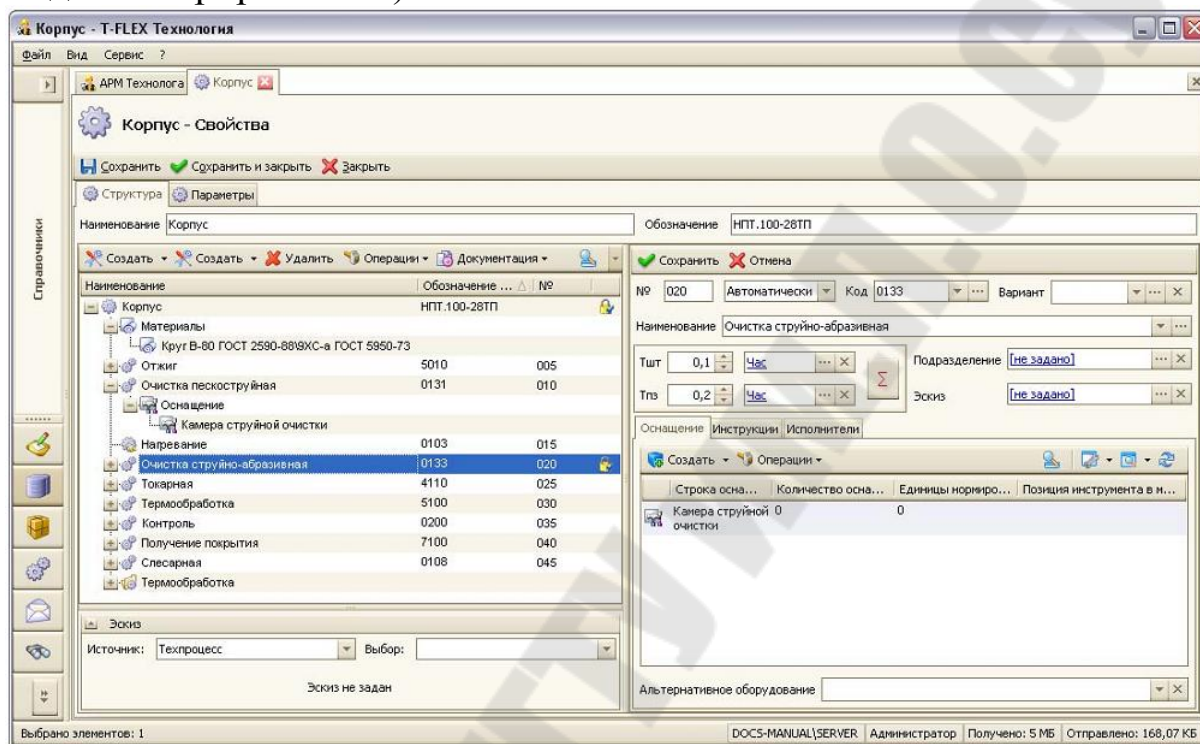 Корпус - T-FLEX Технология
Файл Вид Сервис ?
АРМ Технолога Корпус
Корпус - Свойства
Сохранить Сохранить и закрыть Закрыть
Структура Параметры
Справочники
Наименование Корпус Обозначение НПТ.100-28ТП
Создать Создать Удалить Операции Документация
Сохранить Отмена
Наименование Обозначение ... № 
№ 020 Автоматически Код 0133 Вариант
Корпус НПТ.100-28ТП
Материалы
Круг В-80 ГОСТ 2590-88\9ХС-а ГОСТ 5950-73
Отжиг 5010 005
Очистка пескоструйная 0131 010
Оснащение
Камера струйной очистки
Нагревание 0103 015
Очистка струйно-абразивная 0133 020
Токарная 4110 025
Термообработка 5100 030
Контроль 0200 035
Получение покрытия 7100 040
Слесарная 0108 045
Термообработка
Наименование Очистка струйно-абразивная
Тшт 0,1 Час Подразделение [не задано]
Тпз 0,2 Час Σ Эскиз [не задано]
Оснащение Инструкции Исполнители
Создать Операции
Строка осна... Количество осна... Единицы нормиро... Позиция инструмента в н...
Камера струйной 0 0
очистки
Альтернативное оборудование
Эскиз
Источник: Техпроцесс Выбор:
Эскиз не задан
Выбрано элементов: 1 DOCS-MANUAL\SERVER Администратор Получено: 5 МБ Отправлено: 168,07 КБ